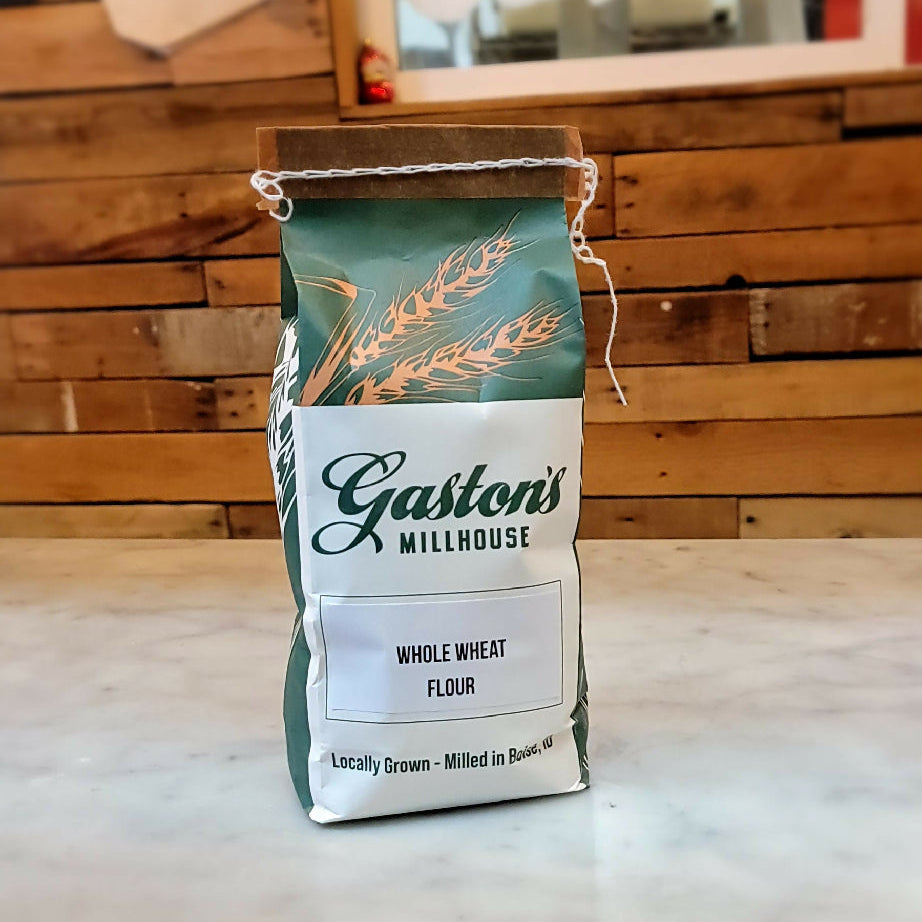 Gaston's
MILLHOUSE
WHOLE WHEAT
FLOUR
Locally Grown - Milled in Boise, ID